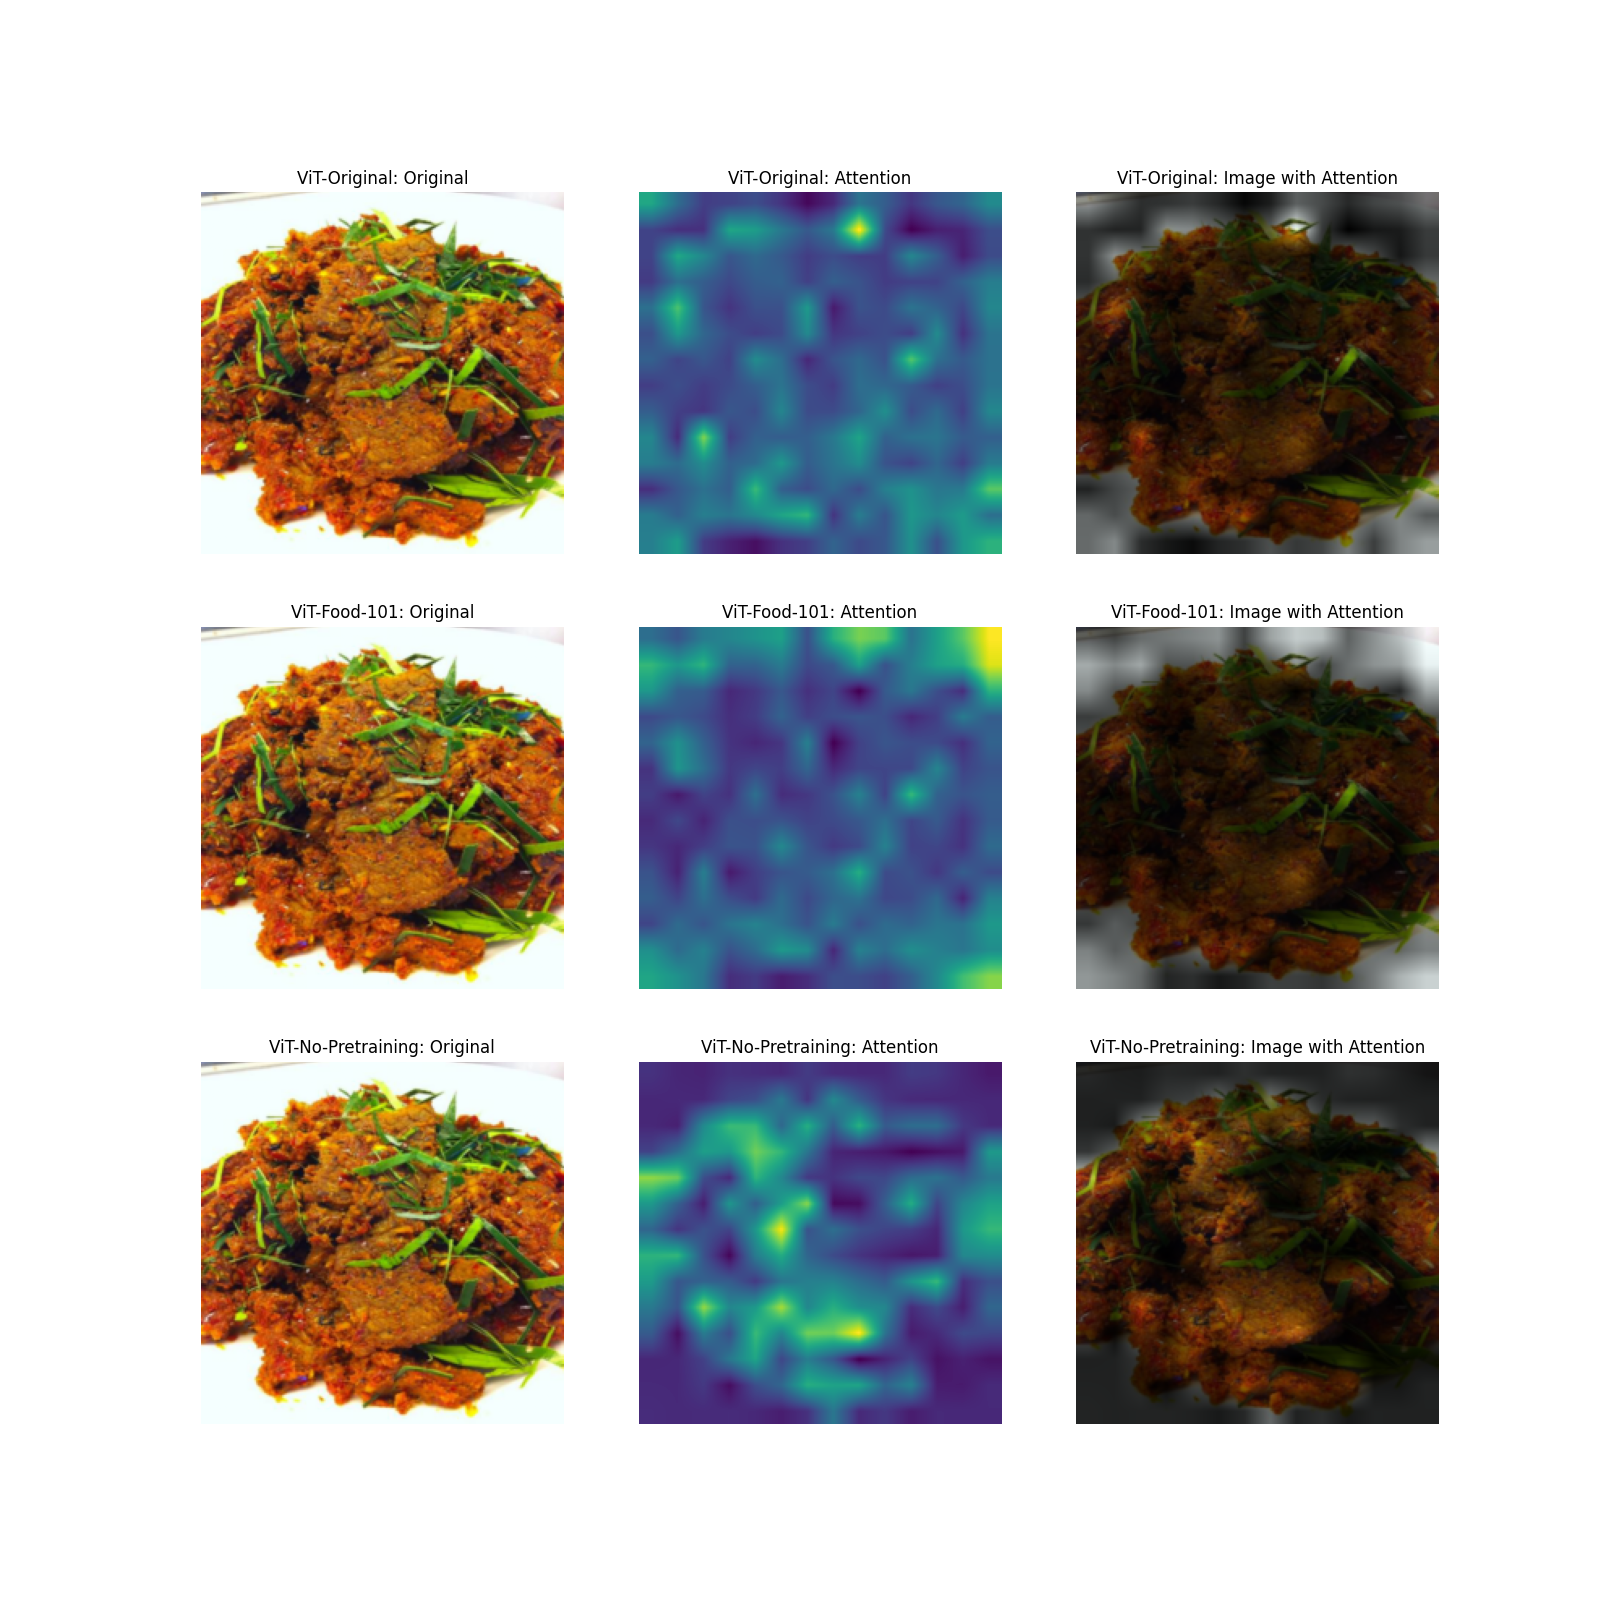 ViT-Original: Original
ViT-Original: Attention
ViT-Original: Image with Attention
ViT-Food-101: Original
ViT-Food-101: Attention
ViT-Food-101: Image with Attention
ViT-No-Pretraining: Original
ViT-No-Pretraining: Attention
ViT-No-Pretraining: Image with Attention